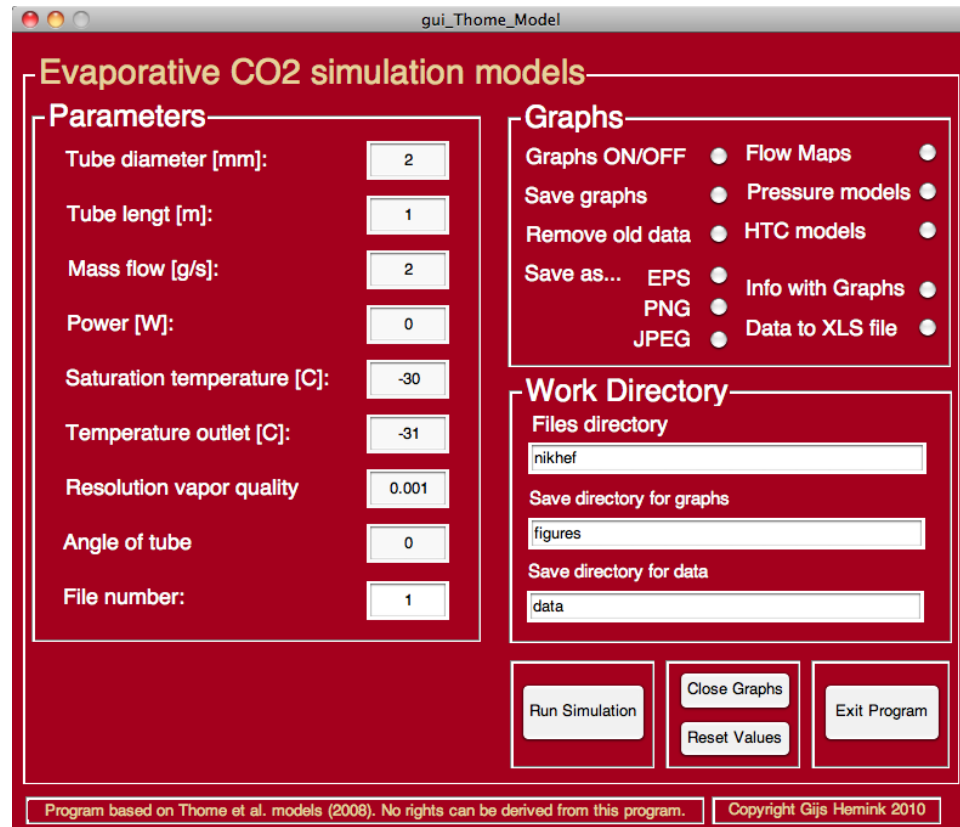 gui_Thome_Model
Evaporative CO2 simulation models
Parameters
Tube diameter [mm]: 2
Tube lengt [m]: 1
Mass flow [g/s]: 2
Power [W]: 0
Saturation temperature [C]: -30
Temperature outlet [C]: -31
Resolution vapor quality 0.001
Angle of tube 0
File number: 1
Graphs
Graphs ON/OFF Flow Maps
Save graphs Pressure models
Remove old data HTC models
Save as... EPS Info with Graphs
PNG
JPEG Data to XLS file
Work Directory
Files directory
nikhef
Save directory for graphs
figures
Save directory for data
data
Run Simulation
Close Graphs
Reset Values
Exit Program
Program based on Thome et al. models (2008). No rights can be derived from this program.
Copyright Gijs Hemink 2010